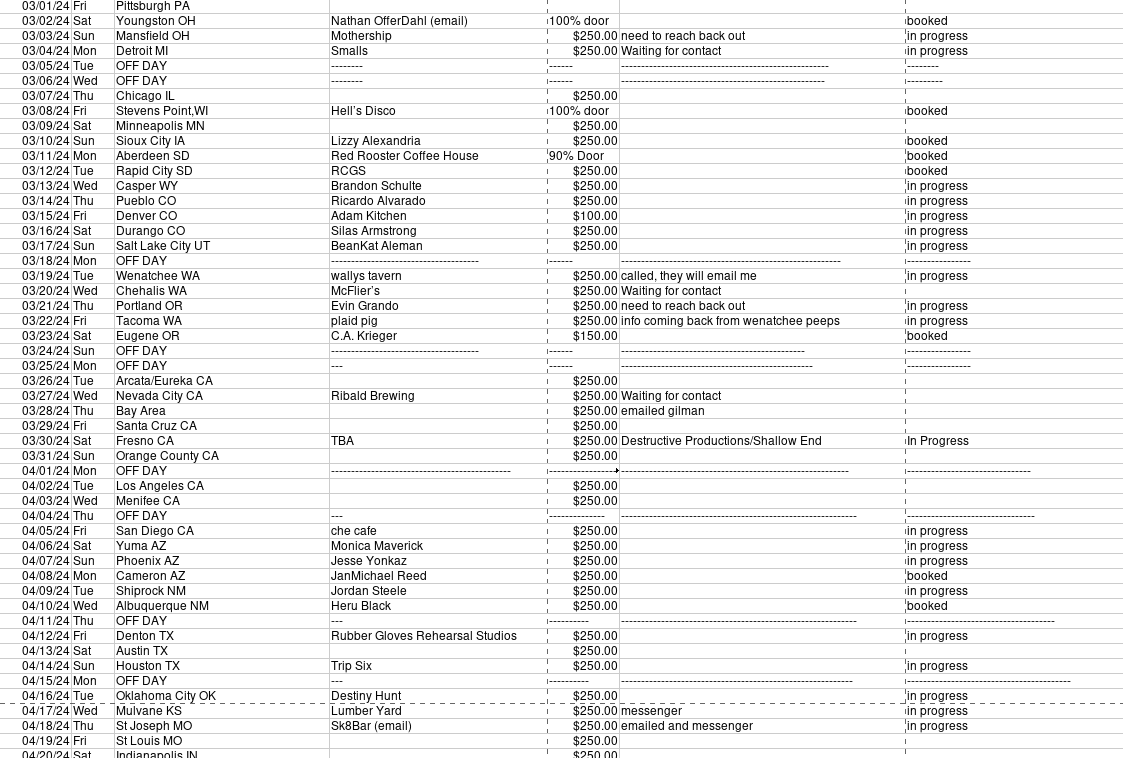 03/01/24 Fri Pittsburgh PA
03/02/24 Sat Youngston OH Nathan OfferDahl (email) 100% door booked
03/03/24 Sun Mansfield OH Mothership $250.00 need to reach back out in progress
03/04/24 Mon Detroit MI Smalls $250.00 Waiting for contact in progress
03/05/24 Tue OFF DAY -------- ------ --------------------------------------------------- --------
03/06/24 Wed OFF DAY -------- ------ -------------------------------------------------- ---------
03/07/24 Thu Chicago IL $250.00
03/08/24 Fri Stevens Point,WI Hell's Disco 100% door booked
03/09/24 Sat Minneapolis MN $250.00
03/10/24 Sun Sioux City IA Lizzy Alexandria $250.00 booked
03/11/24 Mon Aberdeen SD Red Rooster Coffee House 90% Door booked
03/12/24 Tue Rapid City SD RCGS $250.00 booked
03/13/24 Wed Casper WY Brandon Schulte $250.00 in progress
03/14/24 Thu Pueblo CO Ricardo Alvarado $250.00 in progress
03/15/24 Fri Denver CO Adam Kitchen $100.00 in progress
03/16/24 Sat Durango CO Silas Armstrong $250.00 in progress
03/17/24 Sun Salt Lake City UT BeanKat Aleman $250.00 in progress
03/18/24 Mon OFF DAY ------------------------------------ ------ ------------------------------------------------------ ---------------
03/19/24 Tue Wenatchee WA wallys tavern $250.00 called, they will email me in progress
03/20/24 Wed Chehalis WA McFlier's $250.00 Waiting for contact
03/21/24 Thu Portland OR Evin Grando $250.00 need to reach back out in progress
03/22/24 Fri Tacoma WA plaid pig $250.00 info coming back from wenatchee peeps in progress
03/23/24 Sat Eugene OR C.A. Krieger $150.00 booked
03/24/24 Sun OFF DAY ------------------------------------ ------ --------------------------------------------- ---------------
03/25/24 Mon OFF DAY --- ------ ----------------------------------------------- ---------------
03/26/24 Tue Arcata/Eureka CA $250.00
03/27/24 Wed Nevada City CA Ribald Brewing $250.00 Waiting for contact
03/28/24 Thu Bay Area $250.00 emailed gilman
03/29/24 Fri Santa Cruz CA $250.00
03/30/24 Sat Fresno CA TBA $250.00 Destructive Productions/Shallow End In Progress
03/31/24 Sun Orange County CA $250.00
04/01/24 Mon OFF DAY -------------------------------------------- ----------------- -------------------------------------------------------- ------------------------------
04/02/24 Tue Los Angeles CA $250.00
04/03/24 Wed Menifee CA $250.00
04/04/24 Thu OFF DAY --- -------------- ---------------------------------------------------------- -------------------------------
04/05/24 Fri San Diego CA che cafe $250.00 in progress
04/06/24 Sat Yuma AZ Monica Maverick $250.00 in progress
04/07/24 Sun Phoenix AZ Jesse Yonkaz $250.00 in progress
04/08/24 Mon Cameron AZ JanMichael Reed $250.00 booked
04/09/24 Tue Shiprock NM Jordan Steele $250.00 in progress
04/10/24 Wed Albuquerque NM Heru Black $250.00 booked
04/11/24 Thu OFF DAY --- ---------- ---------------------------------------------------------- ------------------------------------
04/12/24 Fri Denton TX Rubber Gloves Rehearsal Studios $250.00 in progress
04/13/24 Sat Austin TX $250.00
04/14/24 Sun Houston TX Trip Six $250.00 in progress
04/15/24 Mon OFF DAY --- ---------- --------------------------------------------------------- ----------------------------------------
04/16/24 Tue Oklahoma City OK Destiny Hunt $250.00 in progress
04/17/24 Wed Mulvane KS Lumber Yard $250.00 messenger in progress
04/18/24 Thu St Joseph MO Sk8Bar (email) $250.00 emailed and messenger in progress
04/19/24 Fri St Louis MO $250.00
04/20/24 Sat Indianapolis IN $250.00